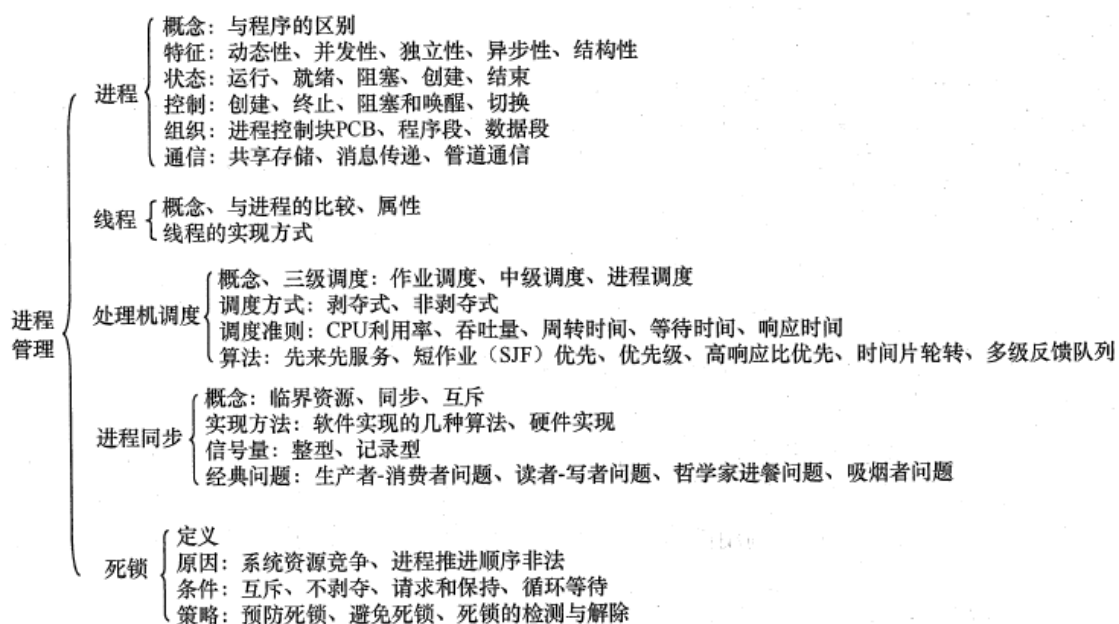 进程管理
进程
概念：与程序的区别
特征：动态性、并发性、独立性、异步性、结构性
状态：运行、就绪、阻塞、创建、结束
控制：创建、终止、阻塞和唤醒、切换
组织：进程控制块PCB、程序段、数据段
通信：共享存储、消息传递、管道通信
线程
概念、与进程的比较、属性
线程的实现方式
处理机调度
概念、三级调度：作业调度、中级调度、进程调度
调度方式：剥夺式、非剥夺式
调度准则：CPU利用率、吞吐量、周转时间、等待时间、响应时间
算法：先来先服务、短作业（SJF）优先、优先级、高响应比优先、时间片轮转、多级反馈队列
进程同步
概念：临界资源、同步、互斥
实现方法：软件实现的几种算法、硬件实现
信号量：整型、记录型
经典问题：生产者-消费者问题、读者-写者问题、哲学家进餐问题、吸烟者问题
死锁
定义
原因：系统资源竞争、进程推进顺序非法
条件：互斥、不剥夺、请求和保持、循环等待
策略：预防死锁、避免死锁、死锁的检测与解除